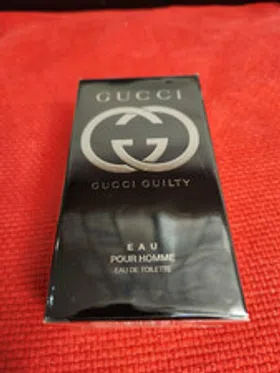 GUCCI
GUCCI GUILTY
EAU
POUR HOMME
EAU DE TOILETTE